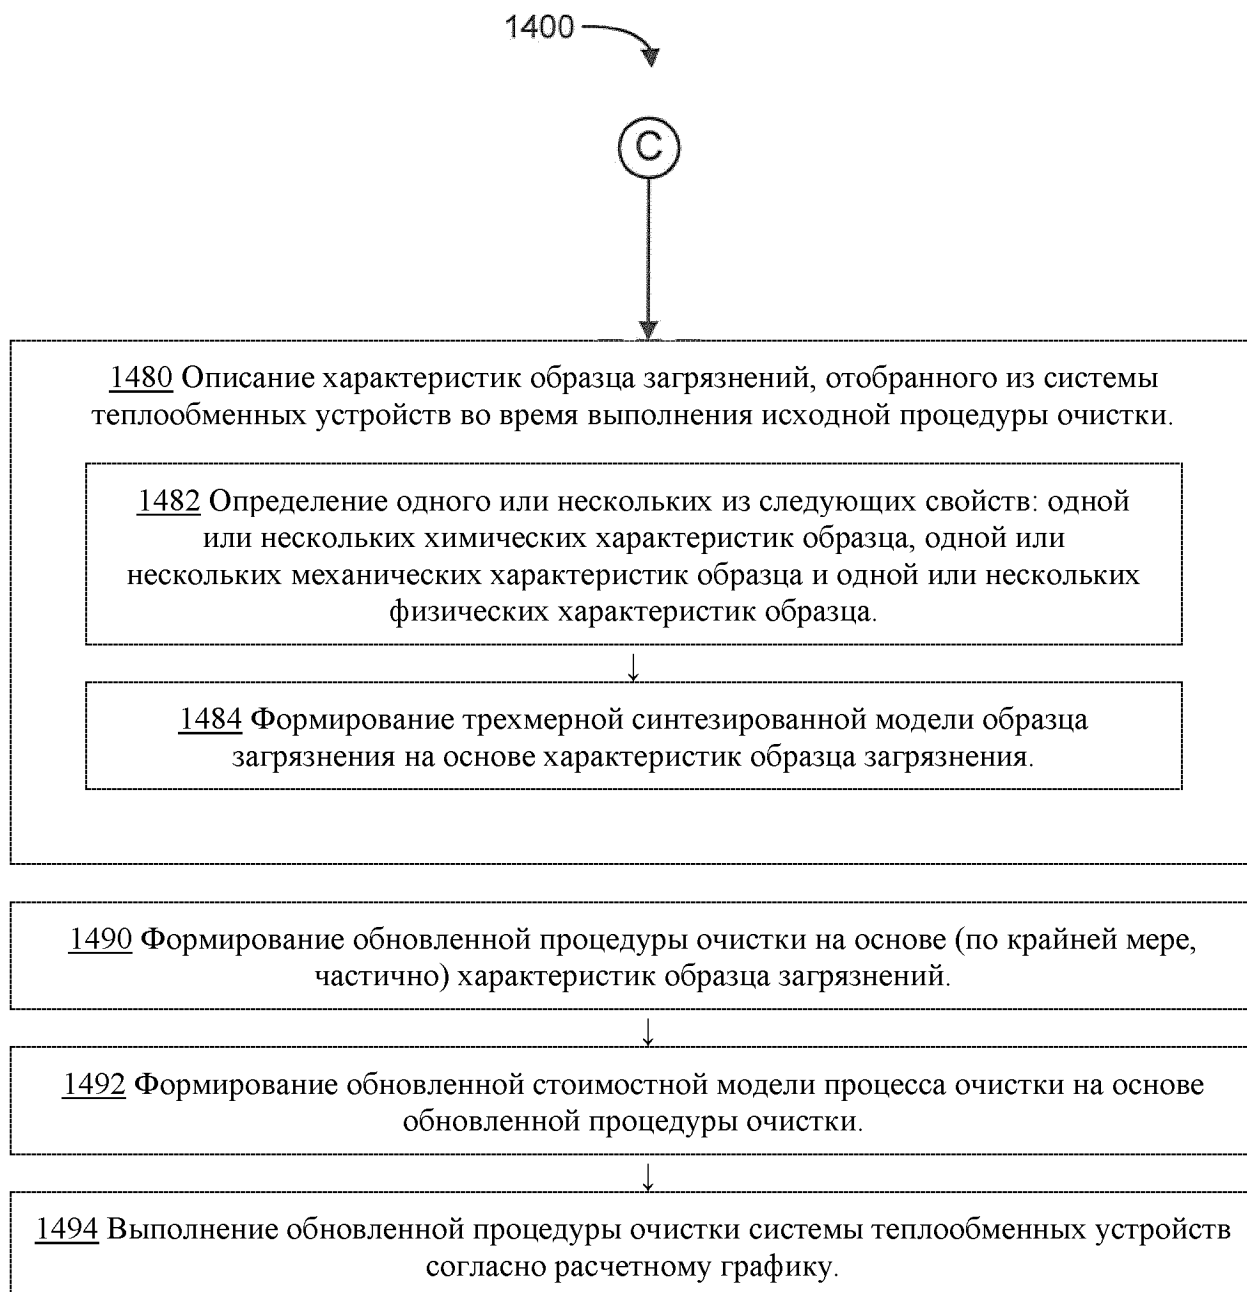 1400
C
1480 Описание характеристик образца загрязнений, отобранного из системы
теплообменных устройств во время выполнения исходной процедуры очистки.
1482 Определение одного или нескольких из следующих свойств: одной
или нескольких химических характеристик образца, одной или
нескольких механических характеристик образца и одной или нескольких
физических характеристик образца.
↓
1484 Формирование трехмерной синтезированной модели образца
загрязнения на основе характеристик образца загрязнения.
1490 Формирование обновленной процедуры очистки на основе (по крайней мере,
частично) характеристик образца загрязнений.
↓
1492 Формирование обновленной стоимостной модели процесса очистки на основе
обновленной процедуры очистки.
↓
1494 Выполнение обновленной процедуры очистки системы теплообменных устройств
согласно расчетному графику.